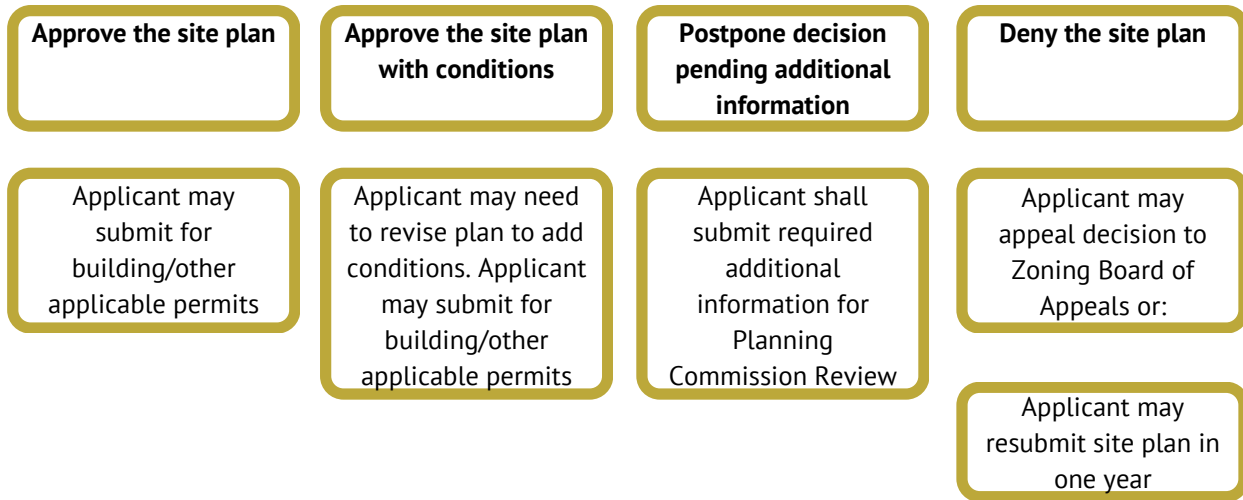 Approve the site plan
Approve the site plan
with conditions
Postpone decision
pending additional
information
Deny the site plan
Applicant may
submit for
building/other
applicable permits
Applicant may need
to revise plan to add
conditions. Applicant
may submit for
building/other
applicable permits
Applicant shall
submit required
additional
information for
Planning
Commission Review
Applicant may
appeal decision to
Zoning Board of
Appeals or:
Applicant may
resubmit site plan in
one year